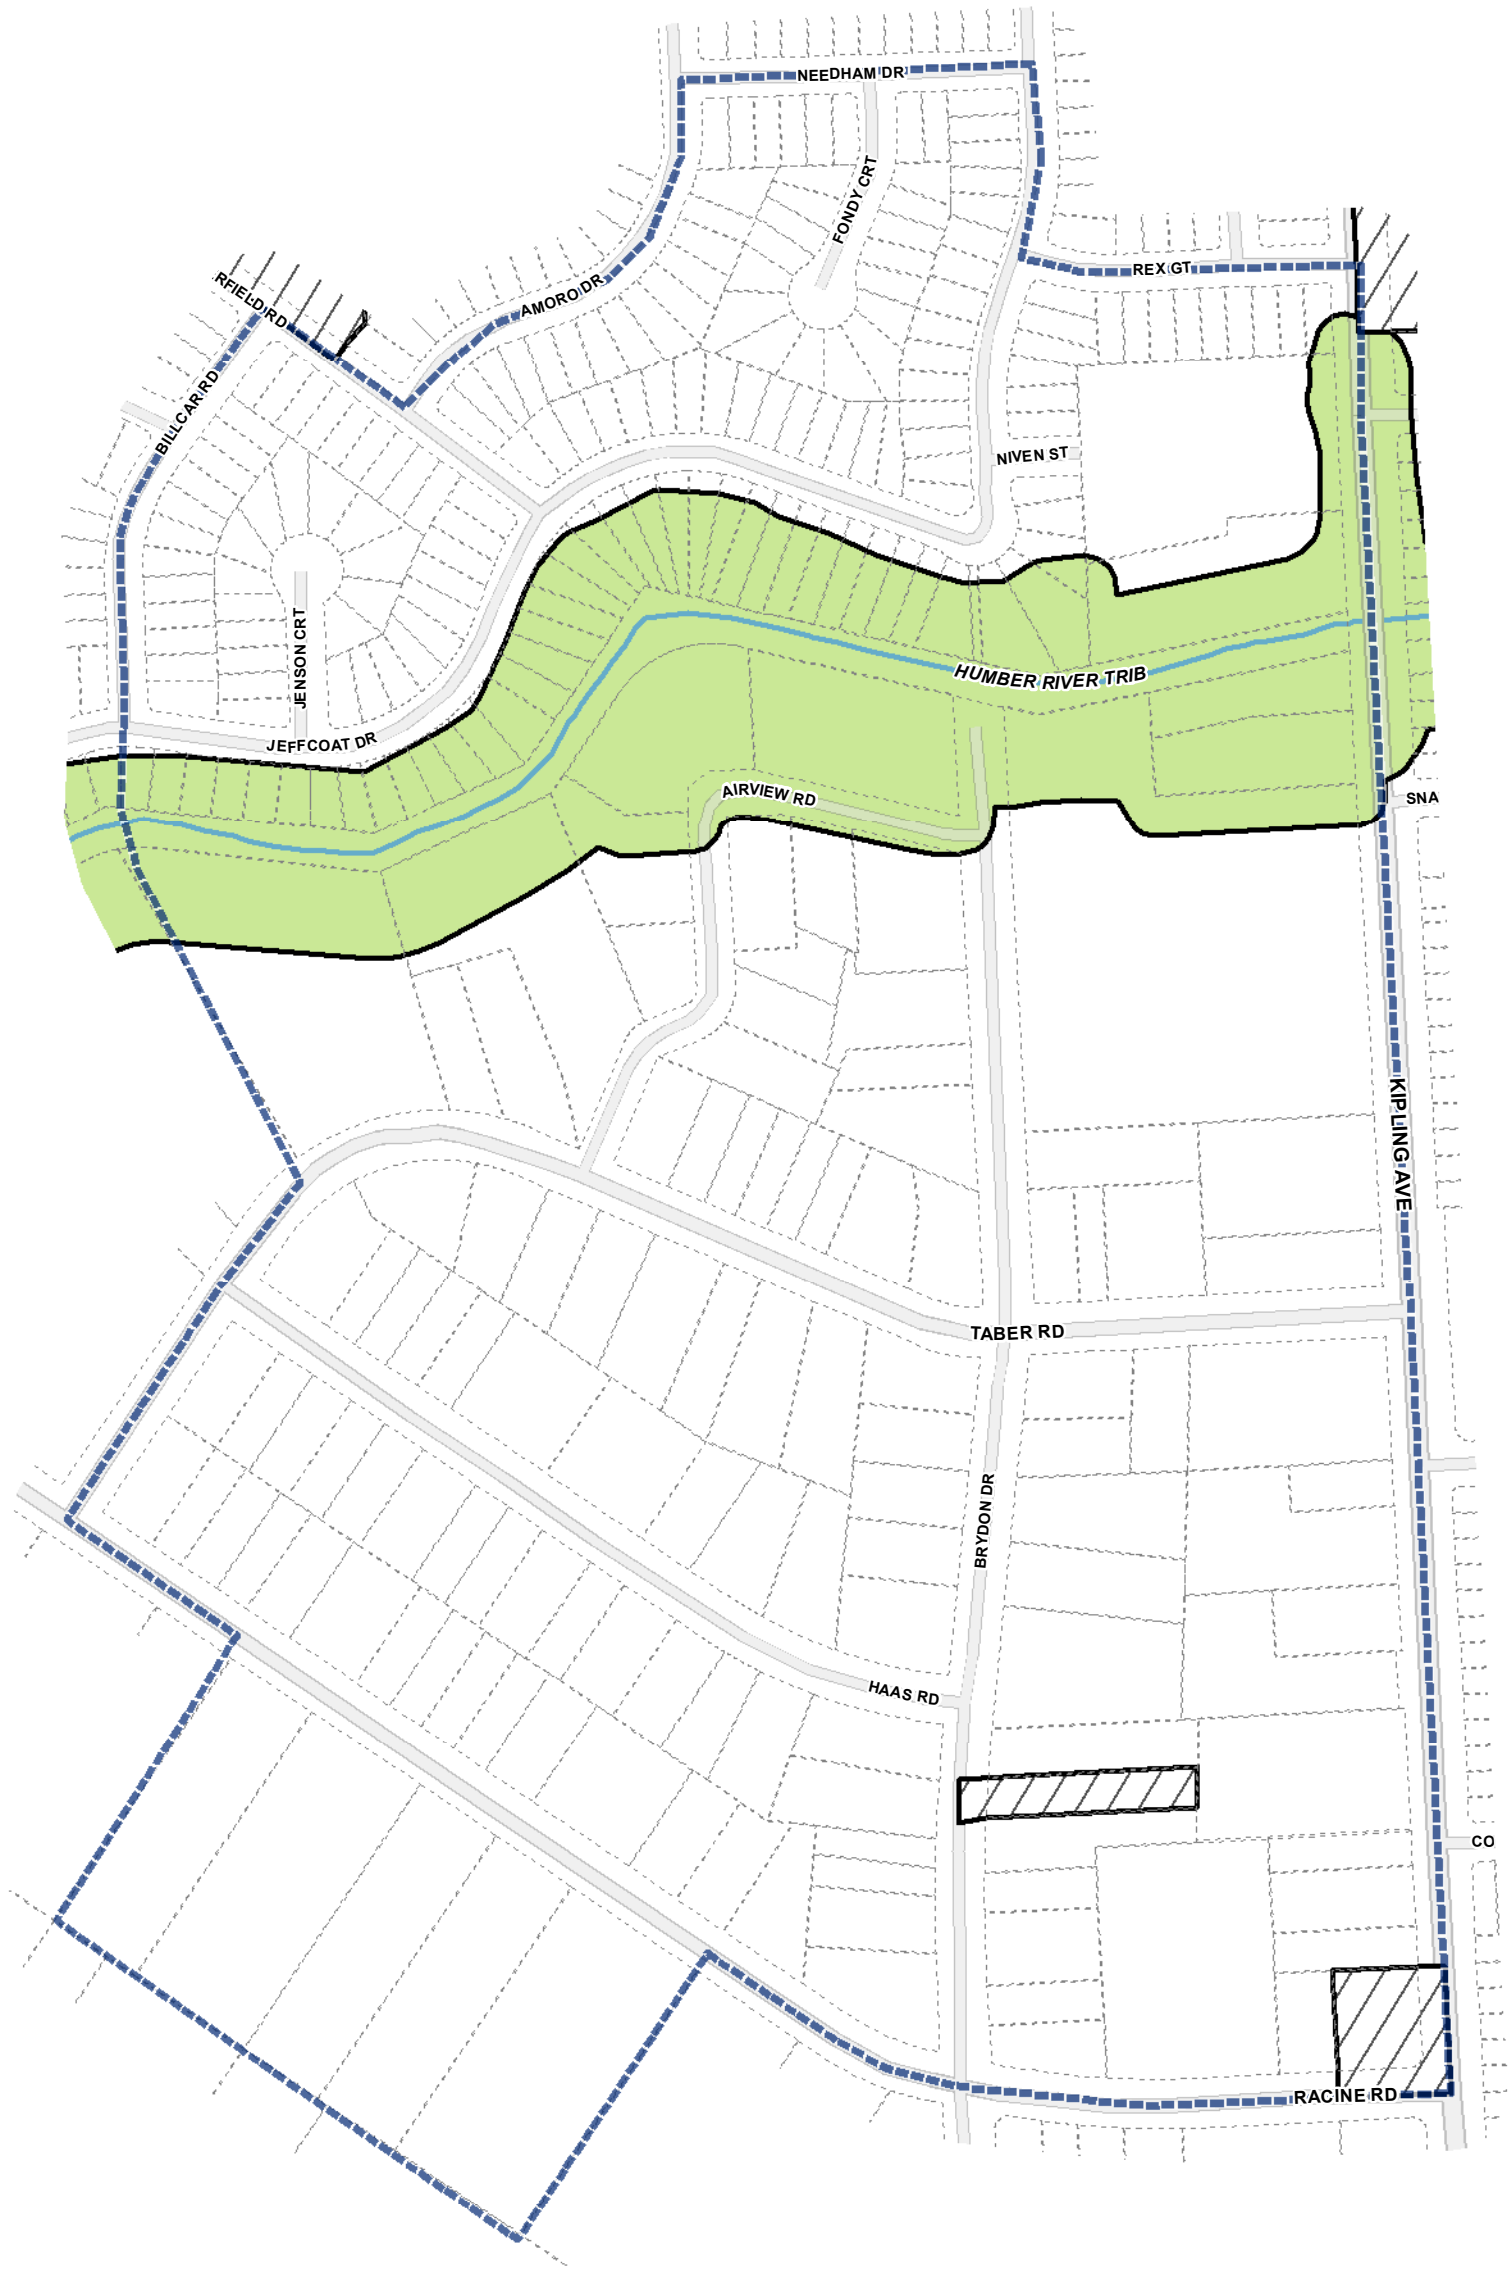 NEEDHAM DR
FONDY CRT
REX GT
RFIELD RD
AMORO DR
BILLCAR RD
NIVEN ST
JENSON CRT
HUMBER RIVER TRIB
JEFFCOAT DR
AIRVIEW RD
SNA
KIPLING AVE
TABER RD
BRYDON DR
HAAS RD
CO
RACINE RD